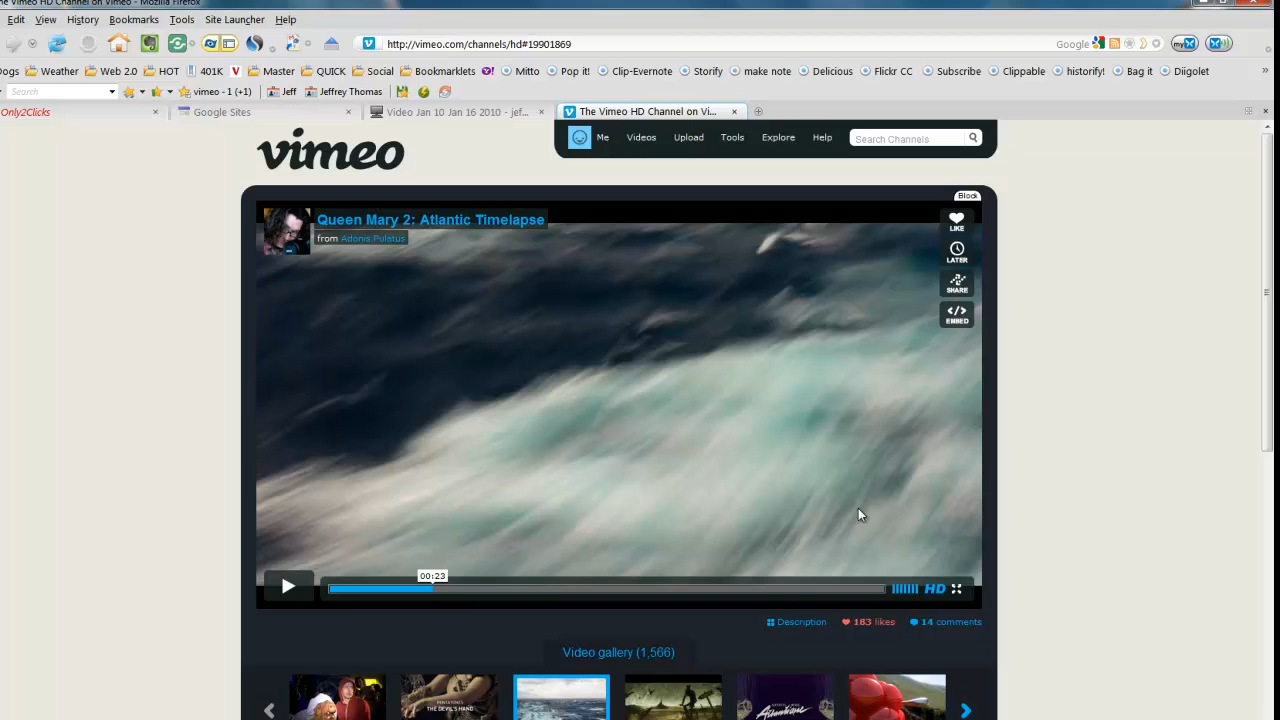 The Vimeo HD Channel on Vimeo - Mozilla Firefox
Edit View History Bookmarks Tools Site Launcher Help
http://vimeo.com/channels/hd#19901869
Google
Dogs Weather Web 2.0 HOT 401K Master QUICK Social Bookmarklets Mitto Pop it! Clip-Evernote Storify make note Delicious Flickr CC Subscribe Clippable historify! Bag it Diigolet
Search vimeo - 1 (+1) Jeff Jeffrey Thomas
Only2Clicks Google Sites Video Jan 10 Jan 16 2010 - jef... The Vimeo HD Channel on Vi...
vimeo
Me Videos Upload Tools Explore Help Search Channels
Block
Queen Mary 2: Atlantic Timelapse
from Adonis Pulatus
LIKE
LATER
SHARE
EMBED
00:23
HD
Description 183 likes 14 comments
Video gallery (1,566)
THE DEVIL'S HAND